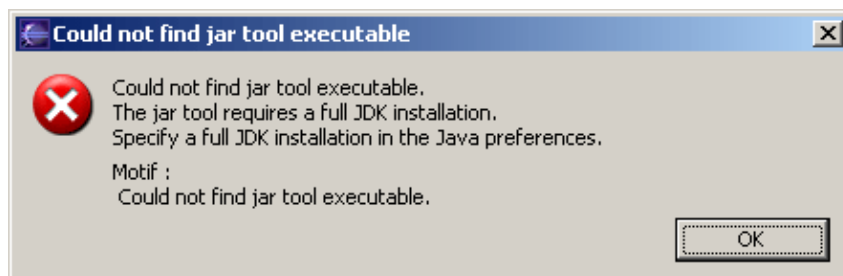 Could not find jar tool executable
Could not find jar tool executable.
The jar tool requires a full JDK installation.
Specify a full JDK installation in the Java preferences.
Motif :
Could not find jar tool executable.
OK